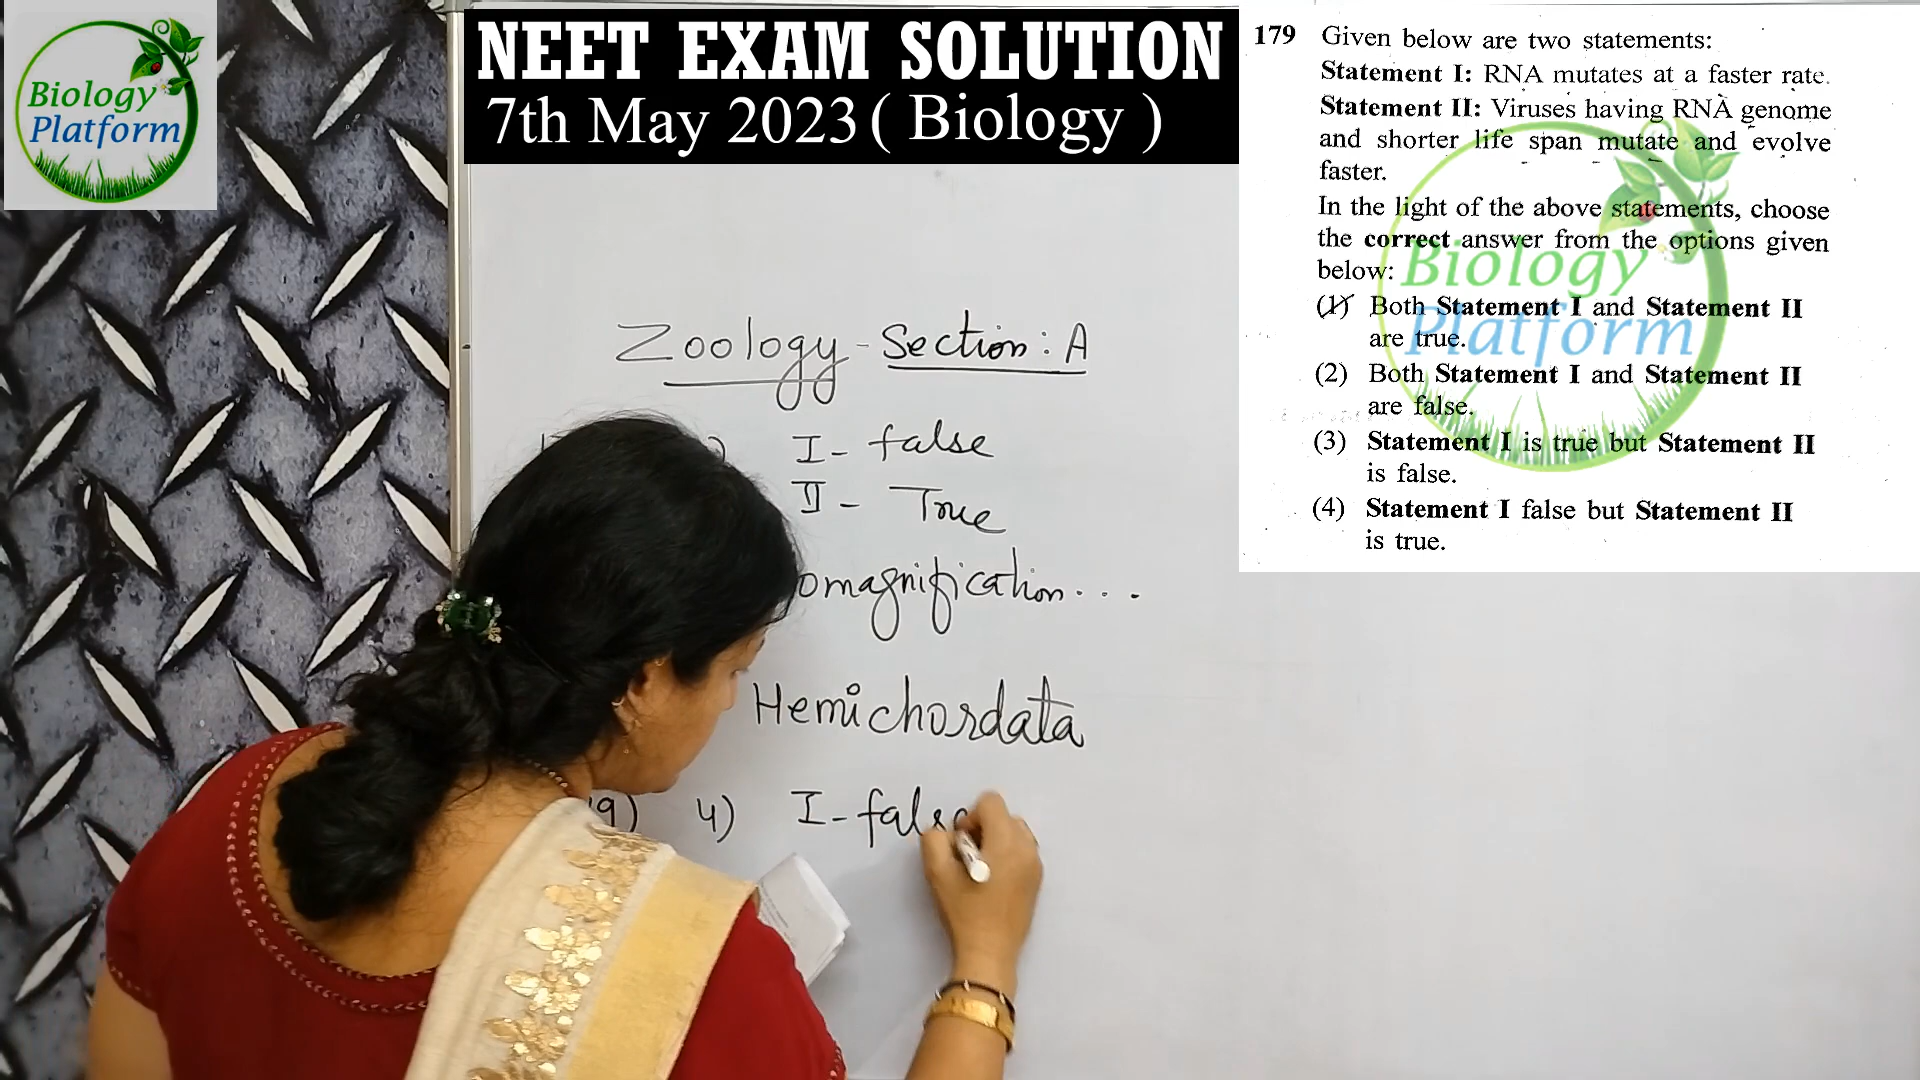 Biology
Platform
NEET EXAM SOLUTION
7th May 2023 ( Biology )
Zoology - Section : A
I - false
II - True
omagnification...
Hemichordata
19) 4) I - false
179 Given below are two statements:
Statement I: RNA mutates at a faster rate.
Statement II: Viruses having RNA genome
and shorter life span mutate and evolve
faster.
In the light of the above statements, choose
the correct answer from the options given
below:
(1) Both Statement I and Statement II
are true.
(2) Both Statement I and Statement II
are false.
(3) Statement I is true but Statement II
is false.
(4) Statement I false but Statement II
is true.
Biology
Platform